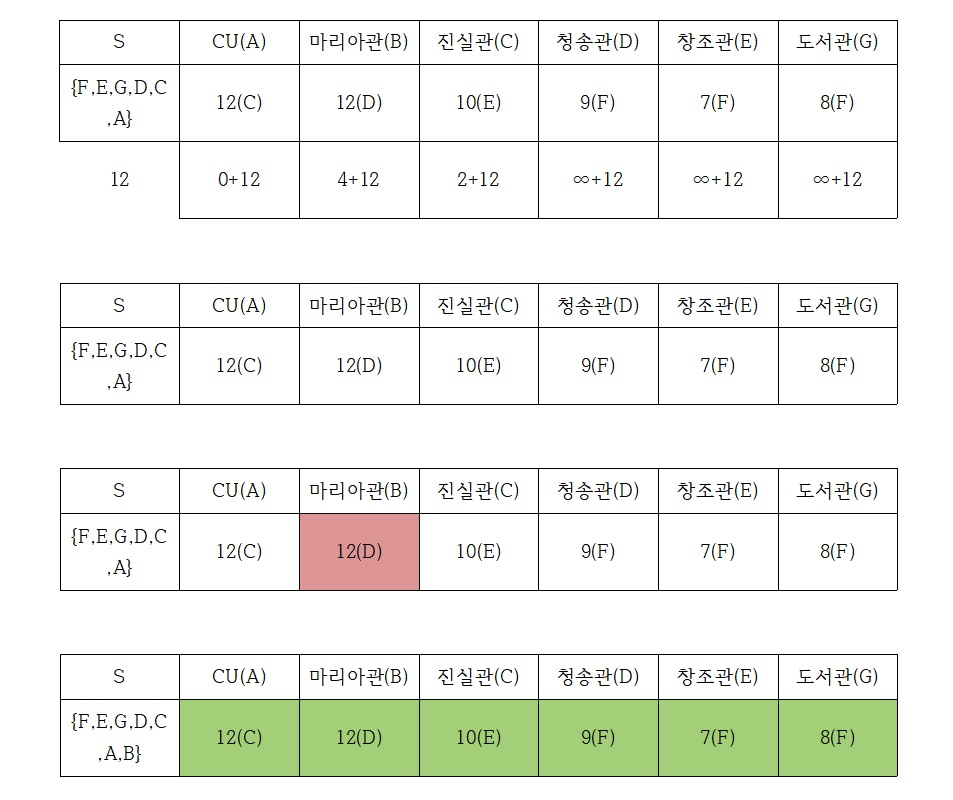 S CU(A) 마리아관(B) 진실관(C) 청송관(D) 창조관(E) 도서관(G)
{F,E,G,D,C
,A} 12(C) 12(D) 10(E) 9(F) 7(F) 8(F)
12 0+12 4+12 2+12 ∞+12 ∞+12 ∞+12
S CU(A) 마리아관(B) 진실관(C) 청송관(D) 창조관(E) 도서관(G)
{F,E,G,D,C
,A} 12(C) 12(D) 10(E) 9(F) 7(F) 8(F)
S CU(A) 마리아관(B) 진실관(C) 청송관(D) 창조관(E) 도서관(G)
{F,E,G,D,C
,A} 12(C) 12(D) 10(E) 9(F) 7(F) 8(F)
S CU(A) 마리아관(B) 진실관(C) 청송관(D) 창조관(E) 도서관(G)
{F,E,G,D,C
,A,B} 12(C) 12(D) 10(E) 9(F) 7(F) 8(F)